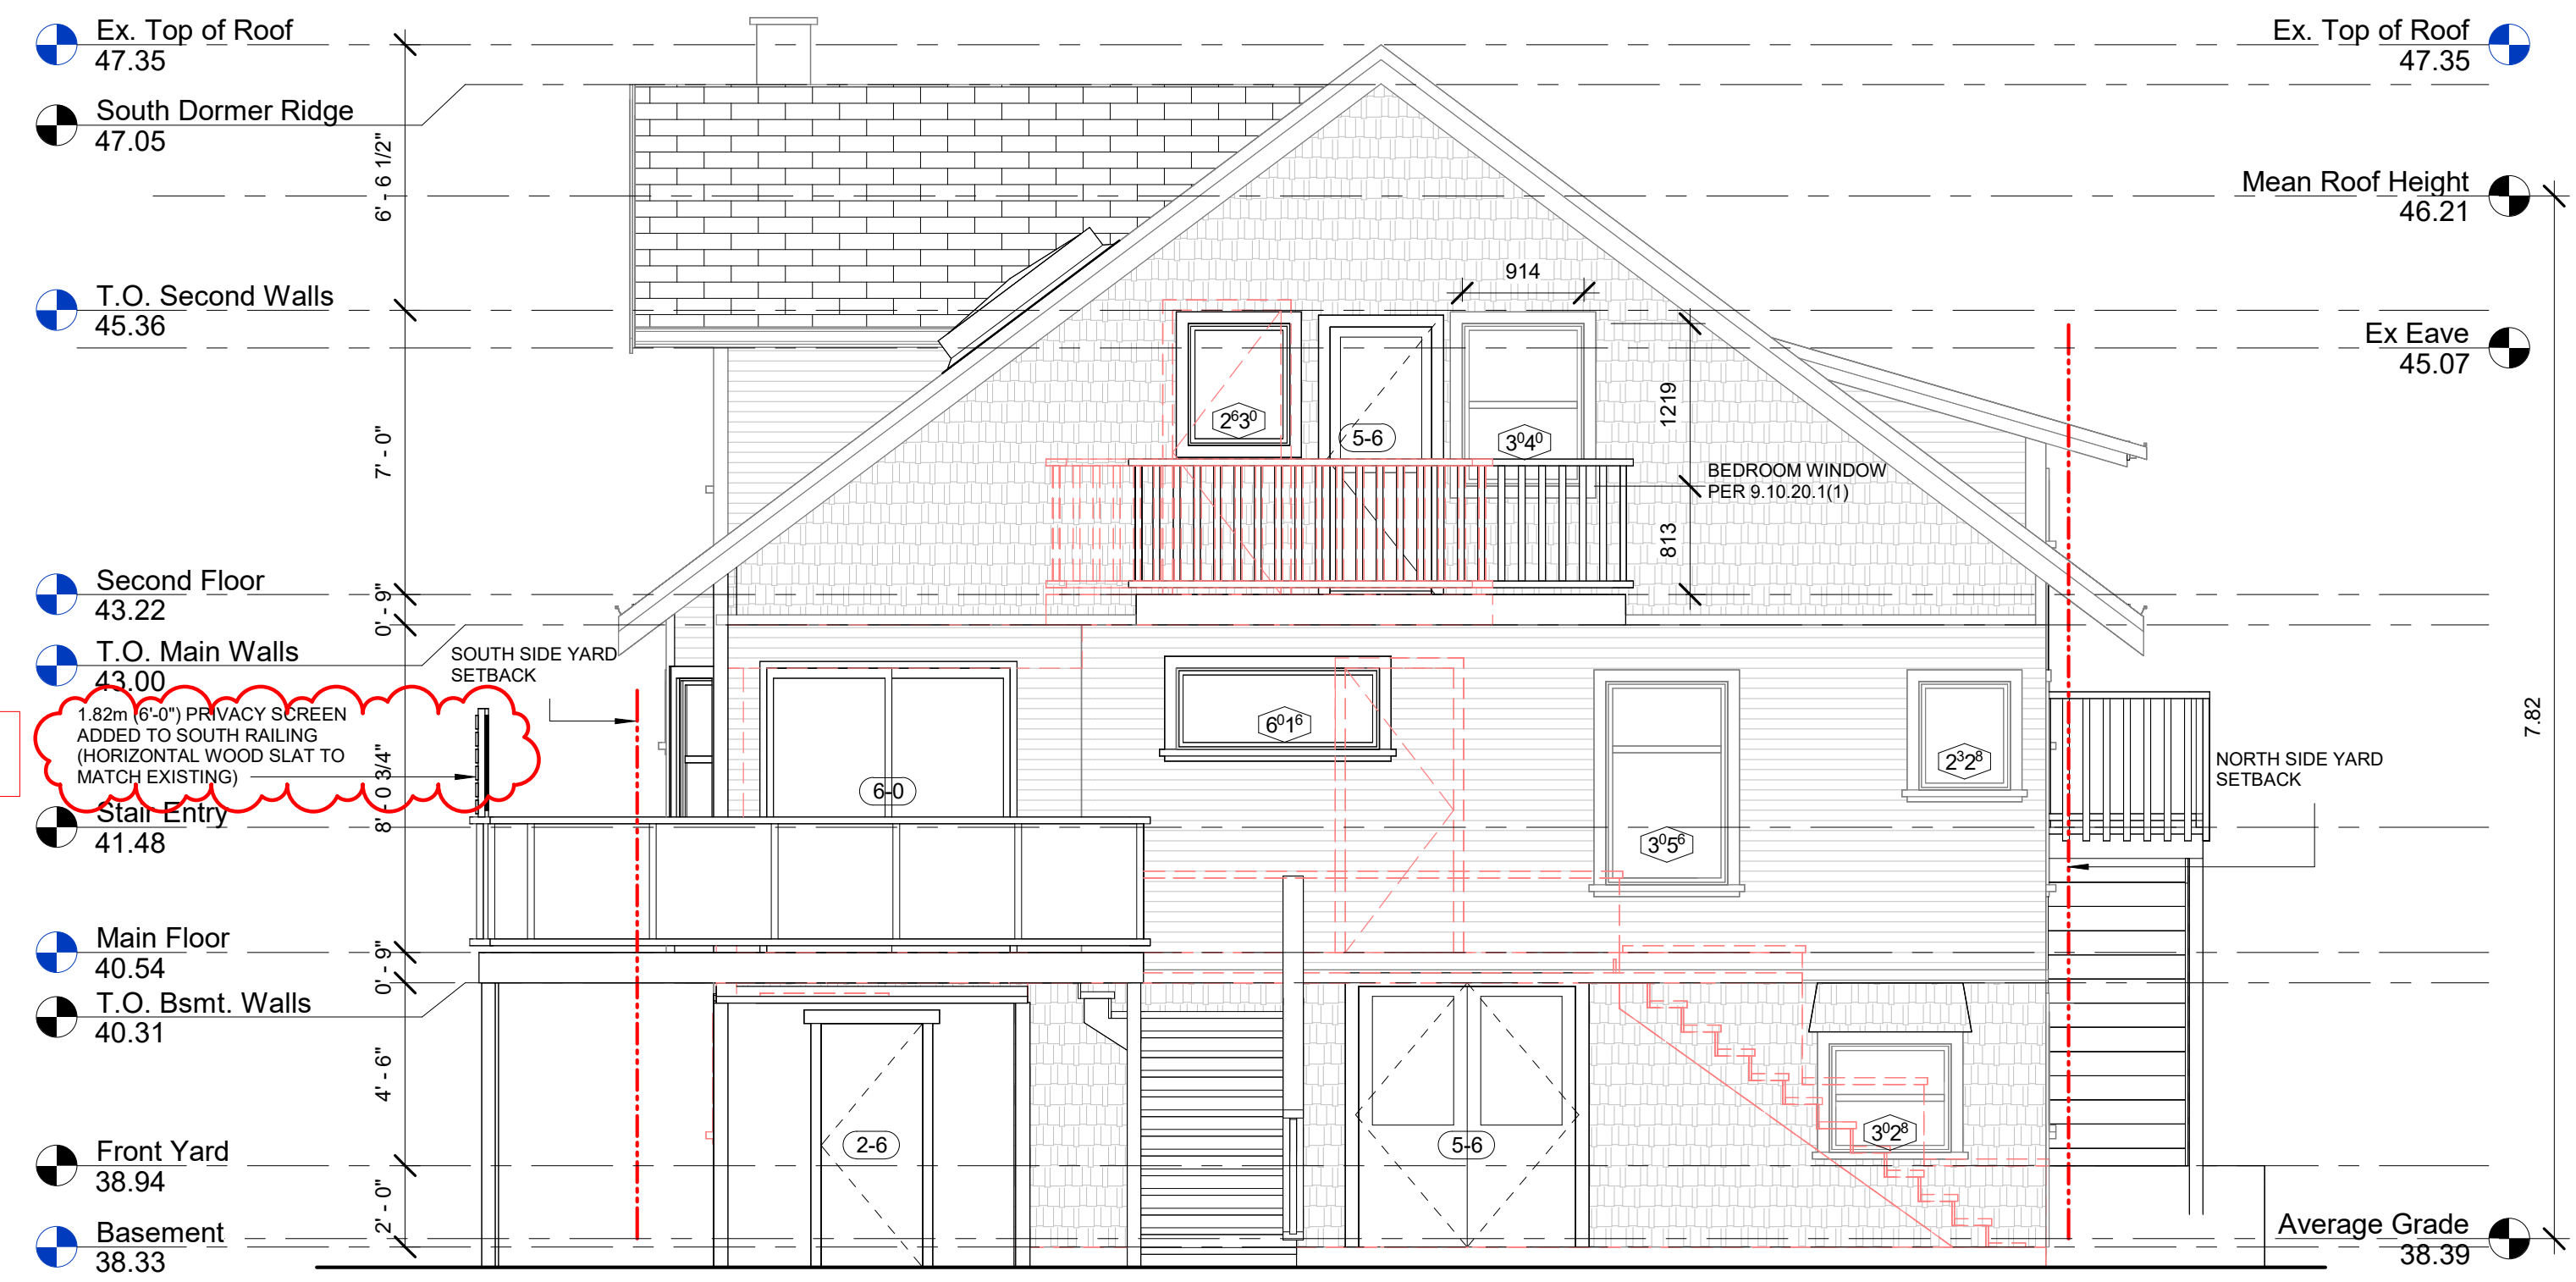 Ex. Top of Roof
47.35
South Dormer Ridge
47.05
T.O. Second Walls
45.36
Second Floor
43.22
T.O. Main Walls
43.00
1.82m (6'-0") PRIVACY SCREEN
ADDED TO SOUTH RAILING
(HORIZONTAL WOOD SLAT TO
MATCH EXISTING)
Stair Entry
41.48
Main Floor
40.54
T.O. Bsmt. Walls
40.31
Front Yard
38.94
Basement
38.33
6' - 6 1/2"
7' - 0"
0' - 9"
8' - 0 3/4"
0' - 9"
4' - 6"
2' - 0"
SOUTH SIDE YARD
SETBACK
914
2⁶3⁰
5-6
3⁰4⁰
1219
BEDROOM WINDOW
PER 9.10.20.1(1)
813
6-0
6⁰1⁶
3⁰5⁶
2³2⁸
2-6
5-6
3⁰2⁸
NORTH SIDE YARD
SETBACK
Ex. Top of Roof
47.35
Mean Roof Height
46.21
Ex Eave
45.07
7.82
Average Grade
38.39